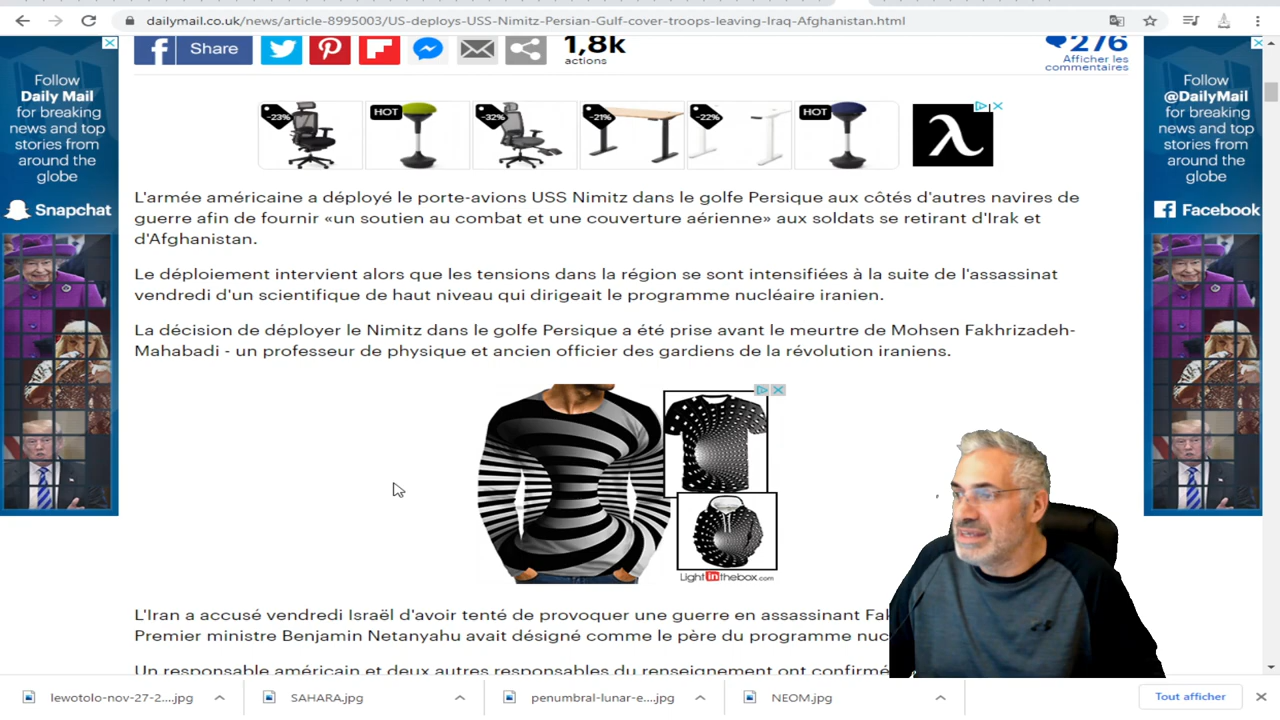 dailymail.co.uk/news/article-8995003/US-deploys-USS-Nimitz-Persian-Gulf-cover-troops-leaving-Iraq-Afghanistan.html
Share
1,8k
actions
276
Afficher les
commentaires
Follow
Daily Mail
for breaking
news and top
stories from
around the
globe
Snapchat
-23%
HOT
-32%
-21%
-22%
HOT
λ
Follow
@DailyMail
for breaking
news and top
stories from
around the
globe
Facebook
L'armée américaine a déployé le porte-avions USS Nimitz dans le golfe Persique aux côtés d'autres navires de
guerre afin de fournir «un soutien au combat et une couverture aérienne» aux soldats se retirant d'Irak et
d'Afghanistan.
Le déploiement intervient alors que les tensions dans la région se sont intensifiées à la suite de l'assassinat
vendredi d'un scientifique de haut niveau qui dirigeait le programme nucléaire iranien.
La décision de déployer le Nimitz dans le golfe Persique a été prise avant le meurtre de Mohsen Fakhrizadeh-
Mahabadi - un professeur de physique et ancien officier des gardiens de la révolution iraniens.
Light in the box.com
L'Iran a accusé vendredi Israël d'avoir tenté de provoquer une guerre en assassinant
Premier ministre Benjamin Netanyahu avait désigné comme le père du programme
Un responsable américain et deux autres responsables du renseignement ont confirmé
lewotolo-nov-27-2....jpg
SAHARA.jpg
penumbral-lunar-e....jpg
NEOM.jpg
Tout afficher